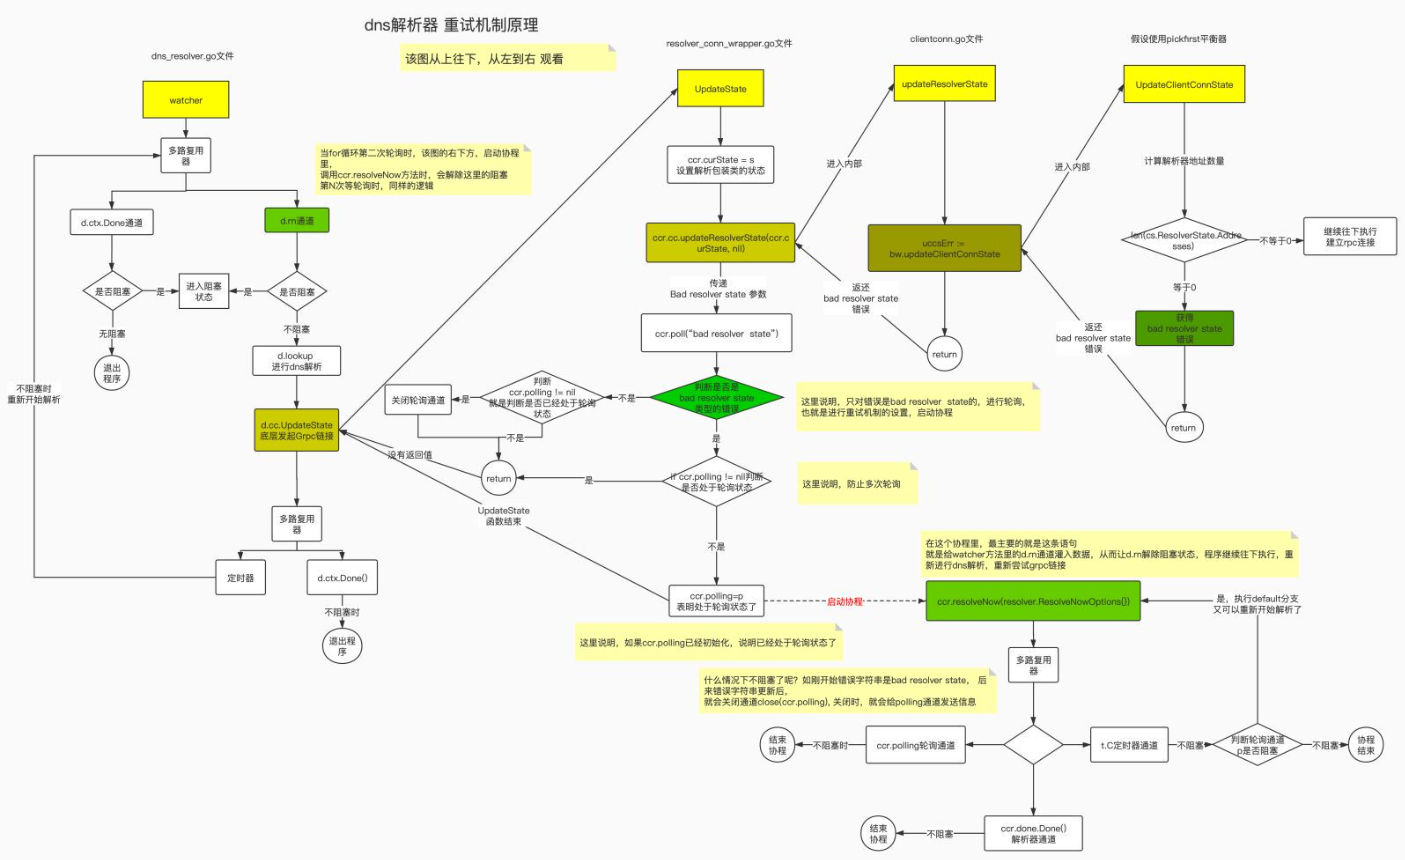 dns解析器 重试机制原理
该图从上往下，从左到右 观看
dns_resolver.go文件
watcher
多路复用
器
当for循环第二次轮询时，该图的右下方，启动协程
里，
调用ccr.resolveNow方法时，会解除这里的阻塞
第N次等轮询时，同样的逻辑
d.ctx.Done通道
d.rn通道
是否阻塞
是
进入阻塞
状态
是
是否阻塞
无阻塞
退出
程序
不阻塞
d.lookup
进行dns解析
不阻塞时
重新开始解析
d.cc.UpdateState
底层发起Grpc链接
多路复用
器
定时器
d.ctx.Done()
不阻塞时
退出程
序
resolver_conn_wrapper.go文件
UpdateState
ccr.curState = s
设置解析包装类的状态
ccr.cc.updateResolverState(ccr.c
urState, nil)
传递
Bad resolver state 参数
ccr.poll(“bad resolver  state”)
判断是否是
bad resolver state
类型的错误
不是
判断
ccr.polling != nil
就是判断是否已经处于轮询
状态
是
关闭轮询通道
不是
return
没有返回值
是
if ccr.polling != nil判断
是否处于轮询状态
是
不是
UpdateState
函数结束
ccr.polling=p
表明处于轮询状态了
启动协程
这里说明，只对错误是bad resolver  state的，进行轮询，
也就是进行重试机制的设置，启动协程
这里说明，防止多次轮询
这里说明，如果ccr.polling已经初始化，说明已经处于轮询状态了
clientconn.go文件
updateResolverState
进入内部
uccsErr :=
bw.updateClientConnState
返还
bad resolver state
错误
return
假设使用pickfirst平衡器
UpdateClientConnState
进入内部
计算解析器地址数量
len(cs.ResolverState.Addre
sses)
不等于0
继续往下执行
建立rpc连接
等于0
获得
bad resolver state
错误
返还
bad resolver state
错误
return
在这个协程里，最主要的就是这条语句
就是给watcher方法里的d.rn通道灌入数据，从而让d.rn解除阻塞状态，程序继续往下执行，重
新进行dns解析，重新尝试grpc链接
ccr.resolveNow(resolver.ResolveNowOptions{})
是，执行default分支
又可以重新开始解析了
多路复用
器
什么情况下不阻塞了呢？如刚开始错误字符串是bad resolver state， 后
来错误字符串更新后，
就会关闭通道close(ccr.polling), 关闭时，就会给polling通道发送信息
结束
协程
不阻塞时
ccr.polling轮询通道
t.C定时器通道
不阻塞
判断轮询通道
p是否阻塞
不阻塞
协程
结束
结束
协程
不阻塞
ccr.done.Done()
解析器通道